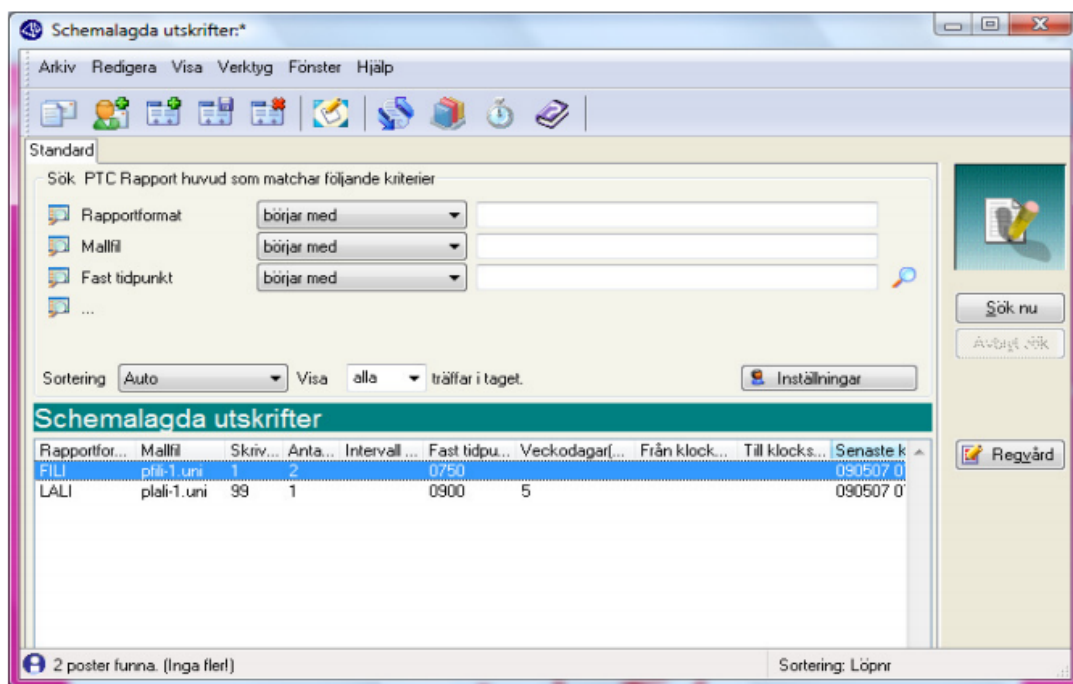 Schemalagda utskrifter:*
Arkiv Redigera Visa Verktyg Fönster Hjälp
Standard
Sök PTC Rapport huvud som matchar följande kriterier
Rapportformat börjar med
Mallfil börjar med
Fast tidpunkt börjar med
...
Sök nu
Avbryt sök
Sortering Auto Visa alla träffar i taget. Inställningar
Schemalagda utskrifter
Rapportfor... Mallfil Skriv... Anta... Intervall ... Fast tidpu... Veckodagar(... Från klock... Till klocks... Senaste k
Regvård
FILI pfili-1.uni 1 2 0750 090507 0
LALI plali-1.uni 99 1 0900 5 090507 0
2 poster funna. (Inga fler!) Sortering: Löpnr